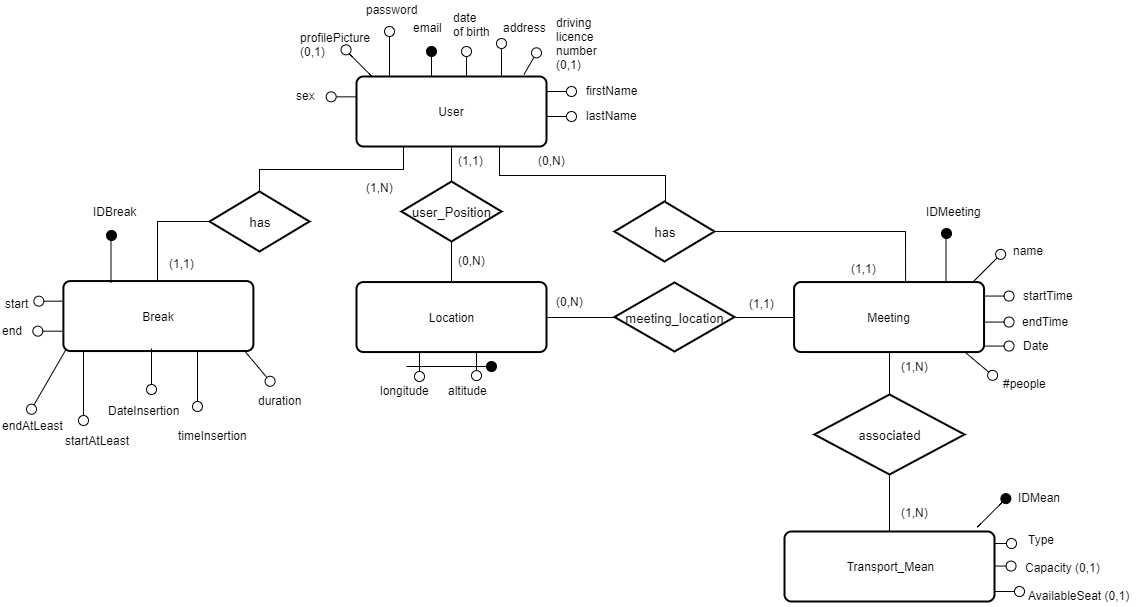 password
email
date
of birth
address
driving
licence
number
(0,1)
profilePicture
(0,1)
sex
User
firstName
lastName
(1,N)
(1,1)
(0,N)
has
user_Position
has
IDBreak
IDMeeting
(1,1)
(0,N)
(1,1)
name
start
end
Break
Location
(0,N)
meeting_location
(1,1)
Meeting
startTime
endTime
Date
#people
endAtLeast
startAtLeast
DateInsertion
timeInsertion
duration
longitude
altitude
(1,N)
associated
(1,N)
IDMean
Transport_Mean
Type
Capacity (0,1)
AvailableSeat (0,1)